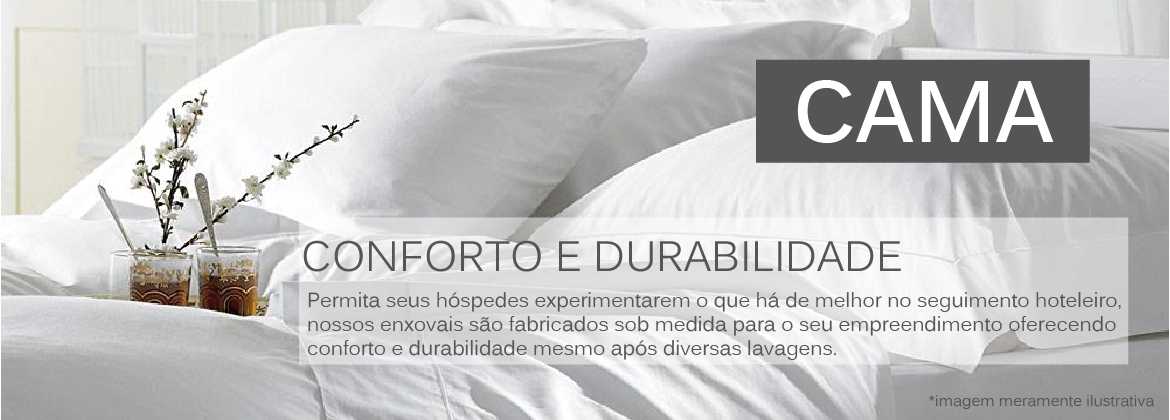 CAMA
CONFORTO E DURABILIDADE
Permita seus hóspedes experimentarem o que há de melhor no seguimento hoteleiro,
nossos enxovais são fabricados sob medida para o seu empreendimento oferecendo
conforto e durabilidade mesmo após diversas lavagens.
*imagem meramente ilustrativa